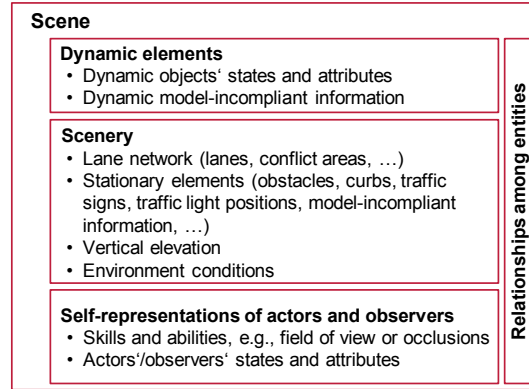 Scene
Dynamic elements
• Dynamic objects‘ states and attributes
• Dynamic model-incompliant information
Scenery
• Lane network (lanes, conflict areas, …)
• Stationary elements (obstacles, curbs, traffic
signs, traffic light positions, model-incompliant
information, …)
• Vertical elevation
• Environment conditions
Self-representations of actors and observers
• Skills and abilities, e.g., field of view or occlusions
• Actors‘/observers‘ states and attributes
Relationships among entities